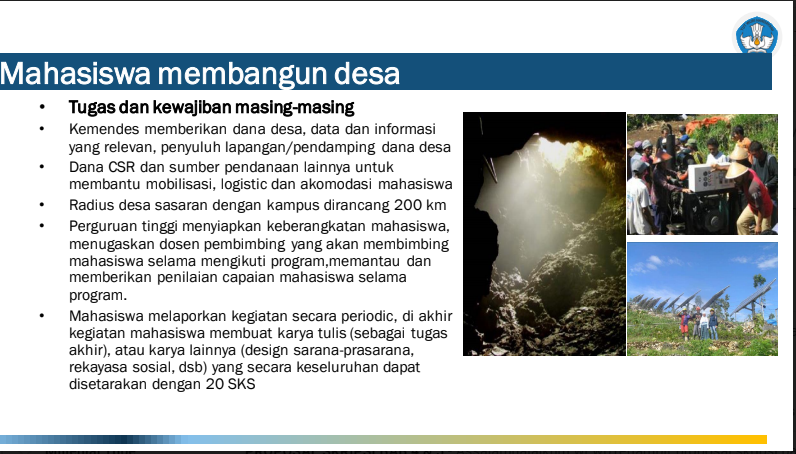 Mahasiswa membangun desa
• Tugas dan kewajiban masing-masing
• Kemendes memberikan dana desa, data dan informasi
yang relevan, penyuluh lapangan/pendamping dana desa
• Dana CSR dan sumber pendanaan lainnya untuk
membantu mobilisasi, logistic dan akomodasi mahasiswa
• Radius desa sasaran dengan kampus dirancang 200 km
• Perguruan tinggi menyiapkan keberangkatan mahasiswa,
menugaskan dosen pembimbing yang akan membimbing
mahasiswa selama mengikuti program,memantau dan
memberikan penilaian capaian mahasiswa selama
program.
• Mahasiswa melaporkan kegiatan secara periodic, di akhir
kegiatan mahasiswa membuat karya tulis (sebagai tugas
akhir), atau karya lainnya (design sarana-prasarana,
rekayasa sosial, dsb) yang secara keseluruhan dapat
disetarakan dengan 20 SKS